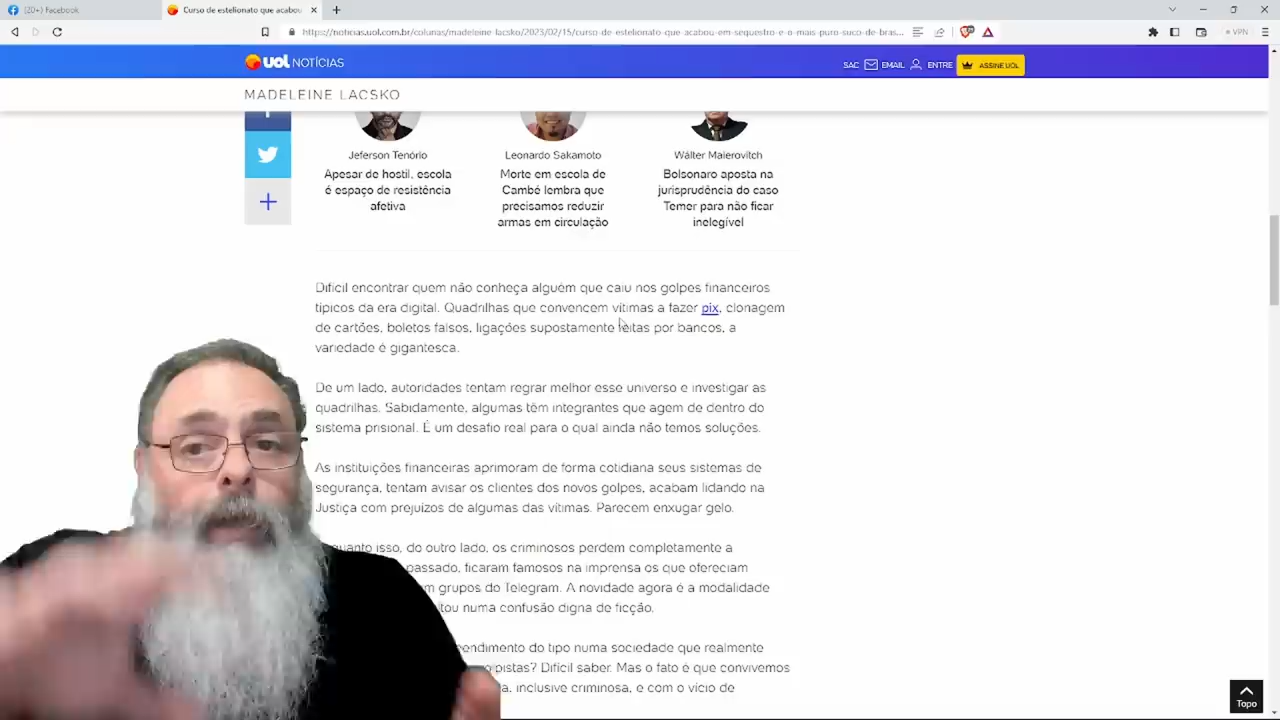 (20+) Facebook
Curso de estelionato que acabou
https://noticias.uol.com.br/colunas/madeleine-lacsko/2023/02/15/curso-de-estelionato-que-acabou-em-sequestro-e-o-mais-puro-suco-de-bras...
VPN
UOL NOTÍCIAS
SAC EMAIL ENTRE ASSINE UOL
MADELEINE LACSKO
Jeferson Tenório
Apesar de hostil, escola
é espaço de resistência
afetiva
Leonardo Sakamoto
Morte em escola de
Cambé lembra que
precisamos reduzir
armas em circulação
Wálter Maierovitch
Bolsonaro aposta na
jurisprudência do caso
Temer para não ficar
inelegível
Difícil encontrar quem não conheça alguém que caiu nos golpes financeiros
típicos da era digital. Quadrilhas que convencem vítimas a fazer pix, clonagem
de cartões, boletos falsos, ligações supostamente feitas por bancos, a
variedade é gigantesca.
De um lado, autoridades tentam regrar melhor esse universo e investigar as
quadrilhas. Sabidamente, algumas têm integrantes que agem de dentro do
sistema prisional. É um desafio real para o qual ainda não temos soluções.
As instituições financeiras aprimoram de forma cotidiana seus sistemas de
segurança, tentam avisar os clientes dos novos golpes, acabam lidando na
Justiça com prejuízos de algumas das vítimas. Parecem enxugar gelo.
quanto isso, do outro lado, os criminosos perdem completamente a
passado, ficaram famosos na imprensa os que ofereciam
m grupos do Telegram. A novidade agora é a modalidade
tou numa confusão digna de ficção.
endimento do tipo numa sociedade que realmente
pistas? Difícil saber. Mas o fato é que convivemos
a, inclusive criminosa, e com o vício de
Topo